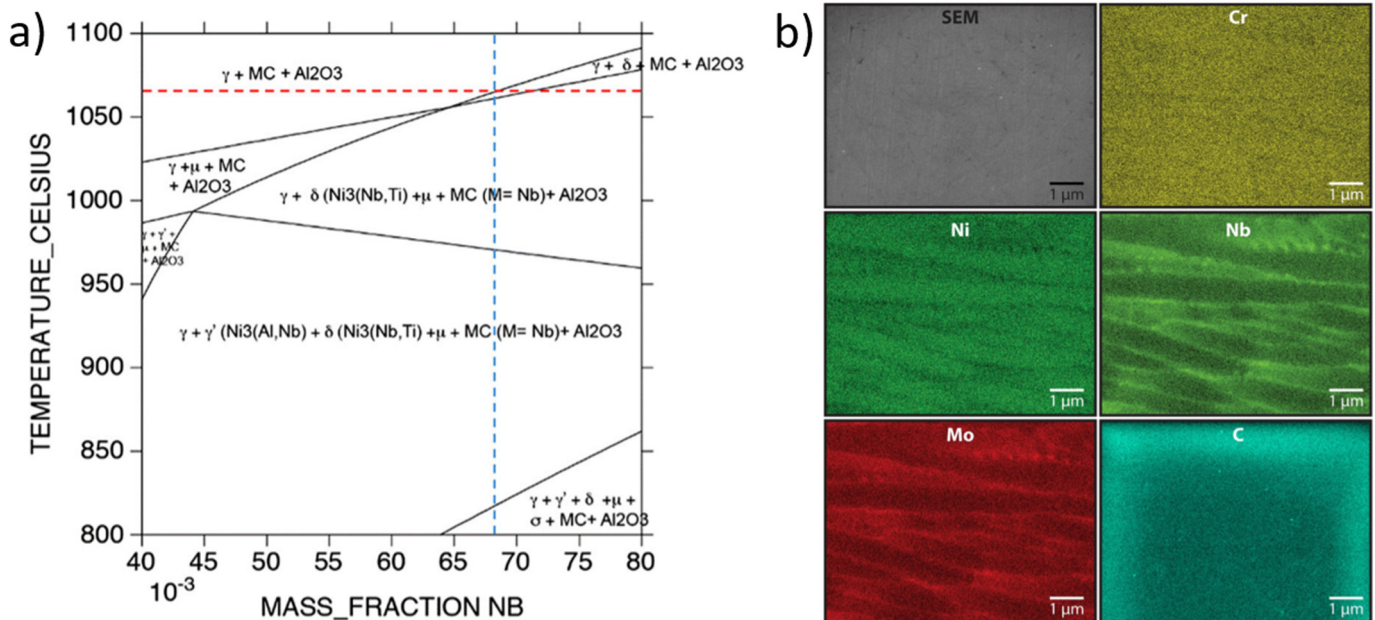 a)
1100
1050
1000
950
900
850
800
TEMPERATURE_CELSIUS
γ + MC + Al2O3
γ + δ + MC + Al2O3
γ +μ + MC
+ Al2O3
γ + δ (Ni3(Nb,Ti) +μ + MC (M= Nb)+ Al2O3
γ + γ' +
μ + MC
+ Al2O3
γ + γ' (Ni3(Al,Nb) + δ (Ni3(Nb,Ti) +μ + MC (M= Nb)+ Al2O3
γ + γ' + δ +μ +
σ + MC+ Al2O3
40 45 50 55 60 65 70 75 80
10-3
MASS_FRACTION NB
b)
SEM
1 μm
Cr
1 μm
Ni
1 μm
Nb
1 μm
Mo
1 μm
C
1 μm